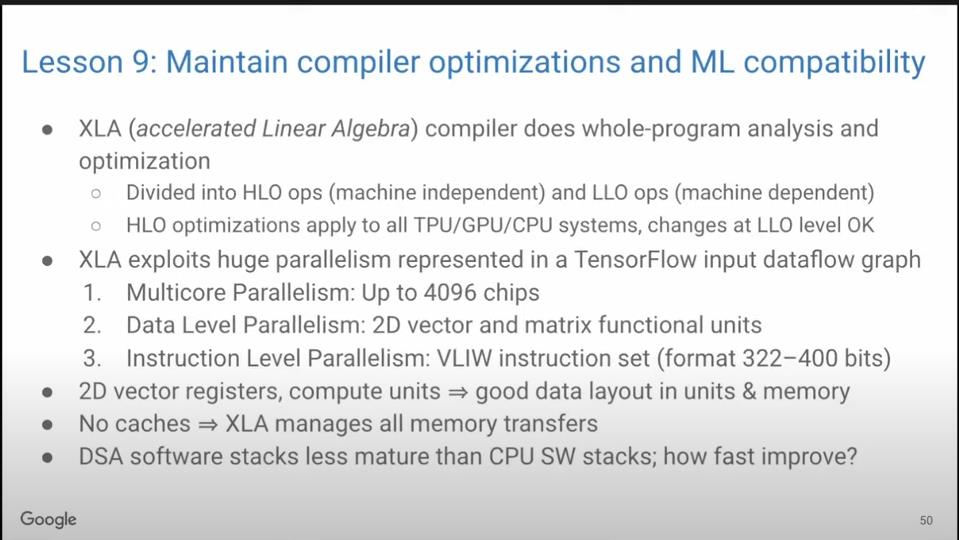 Lesson 9: Maintain compiler optimizations and ML compatibility
● XLA (accelerated Linear Algebra) compiler does whole-program analysis and
optimization
○ Divided into HLO ops (machine independent) and LLO ops (machine dependent)
○ HLO optimizations apply to all TPU/GPU/CPU systems, changes at LLO level OK
● XLA exploits huge parallelism represented in a TensorFlow input dataflow graph
1. Multicore Parallelism: Up to 4096 chips
2. Data Level Parallelism: 2D vector and matrix functional units
3. Instruction Level Parallelism: VLIW instruction set (format 322–400 bits)
● 2D vector registers, compute units ⇒ good data layout in units & memory
● No caches ⇒ XLA manages all memory transfers
● DSA software stacks less mature than CPU SW stacks; how fast improve?
Google
50